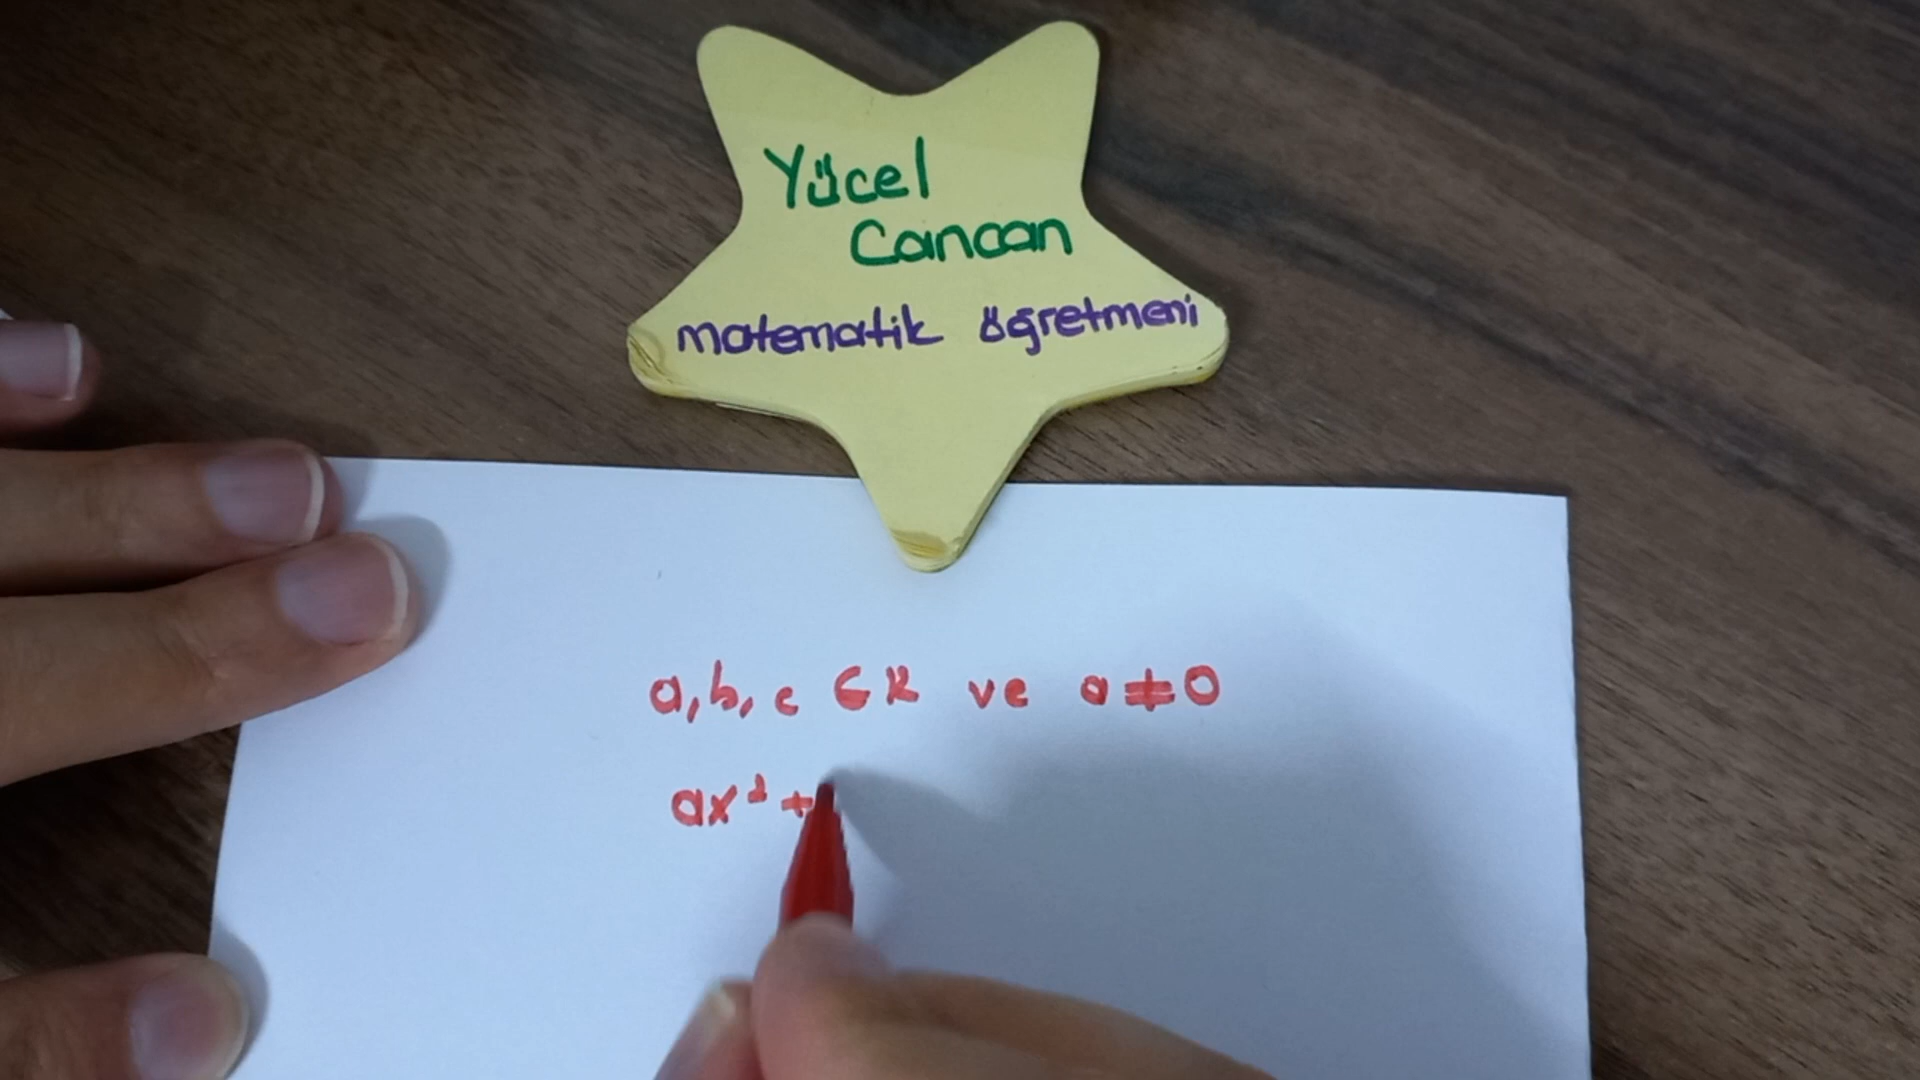 Yücel
Cancan
matematik öğretmeni
a, b, c ∈ R ve a ≠ 0
ax² +